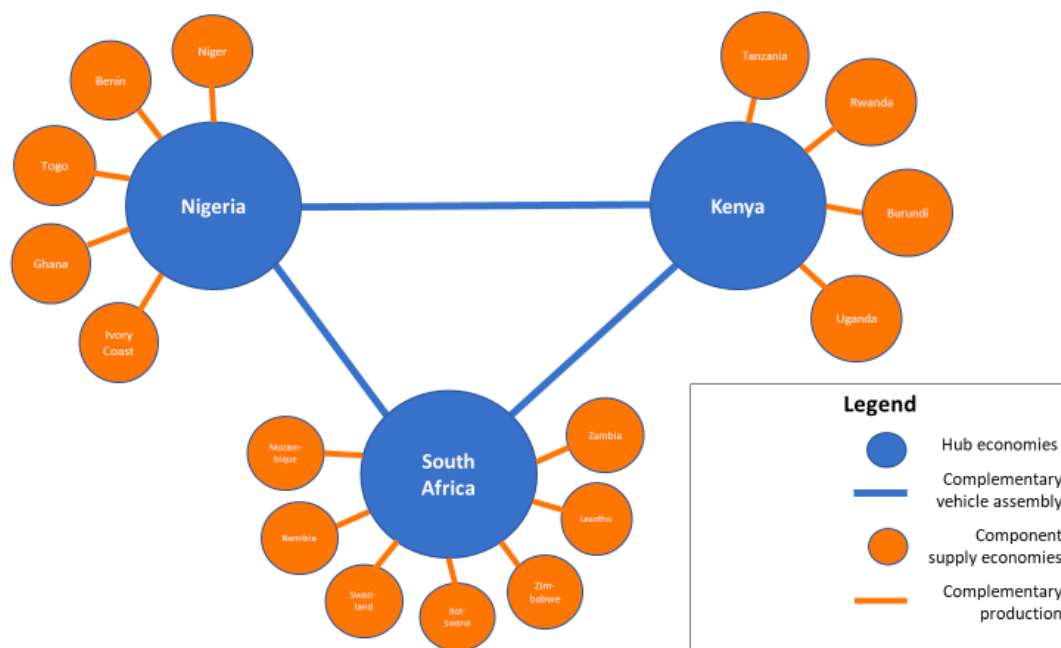 Niger
Benin
Togo
Ghana
Ivory
Coast
Nigeria
Tanzania
Rwanda
Burundi
Uganda
Kenya
Mozam-
bique
Namibia
Swazi-
land
Bot-
swana
Zim-
babwe
Lesotho
Zambia
South
Africa
Legend
Hub economies
Complementary
vehicle assembly
Component
supply economies
Complementary
production